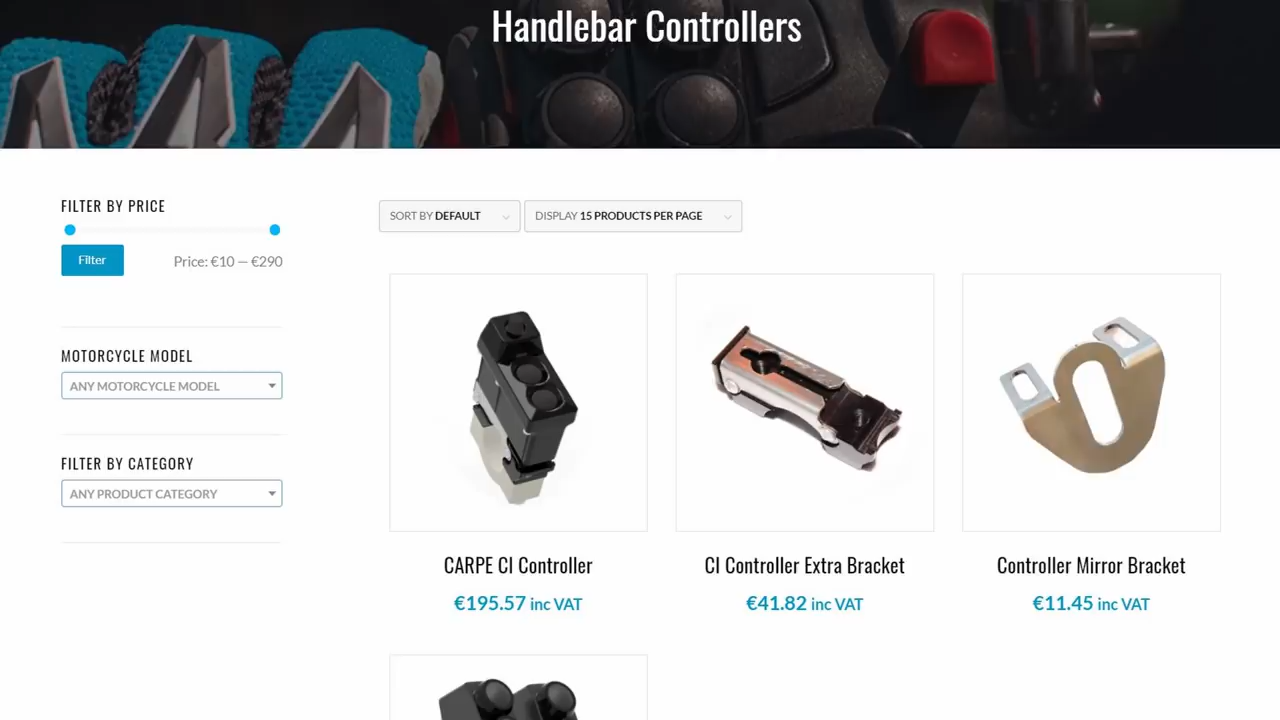 Handlebar Controllers
FILTER BY PRICE
Filter
Price: €10 — €290
MOTORCYCLE MODEL
ANY MOTORCYCLE MODEL
FILTER BY CATEGORY
ANY PRODUCT CATEGORY
SORT BY DEFAULT
DISPLAY 15 PRODUCTS PER PAGE
CARPE CI Controller
€195.57 inc VAT
CI Controller Extra Bracket
€41.82 inc VAT
Controller Mirror Bracket
€11.45 inc VAT